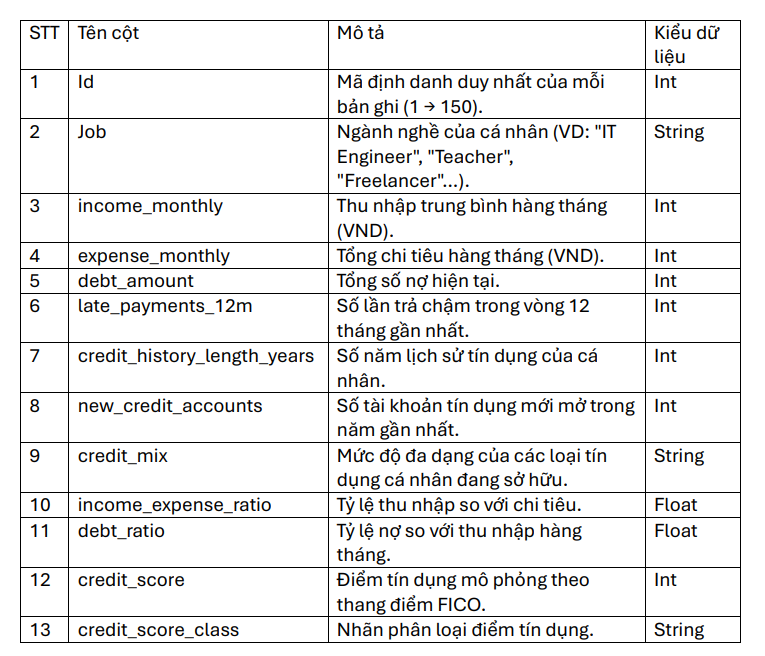 STT Tên cột Mô tả Kiểu dữ
liệu
1 Id Mã định danh duy nhất của mỗi Int
bản ghi (1 → 150).
2 Job Ngành nghề của cá nhân (VD: "IT String
Engineer", "Teacher",
"Freelancer"...).
3 income_monthly Thu nhập trung bình hàng tháng Int
(VND).
4 expense_monthly Tổng chi tiêu hàng tháng (VND). Int
5 debt_amount Tổng số nợ hiện tại. Int
6 late_payments_12m Số lần trả chậm trong vòng 12 Int
tháng gần nhất.
7 credit_history_length_years Số năm lịch sử tín dụng của cá Int
nhân.
8 new_credit_accounts Số tài khoản tín dụng mới mở trong Int
năm gần nhất.
9 credit_mix Mức độ đa dạng của các loại tín String
dụng cá nhân đang sở hữu.
10 income_expense_ratio Tỷ lệ thu nhập so với chi tiêu. Float
11 debt_ratio Tỷ lệ nợ so với thu nhập hàng Float
tháng.
12 credit_score Điểm tín dụng mô phỏng theo Int
thang điểm FICO.
13 credit_score_class Nhãn phân loại điểm tín dụng. String